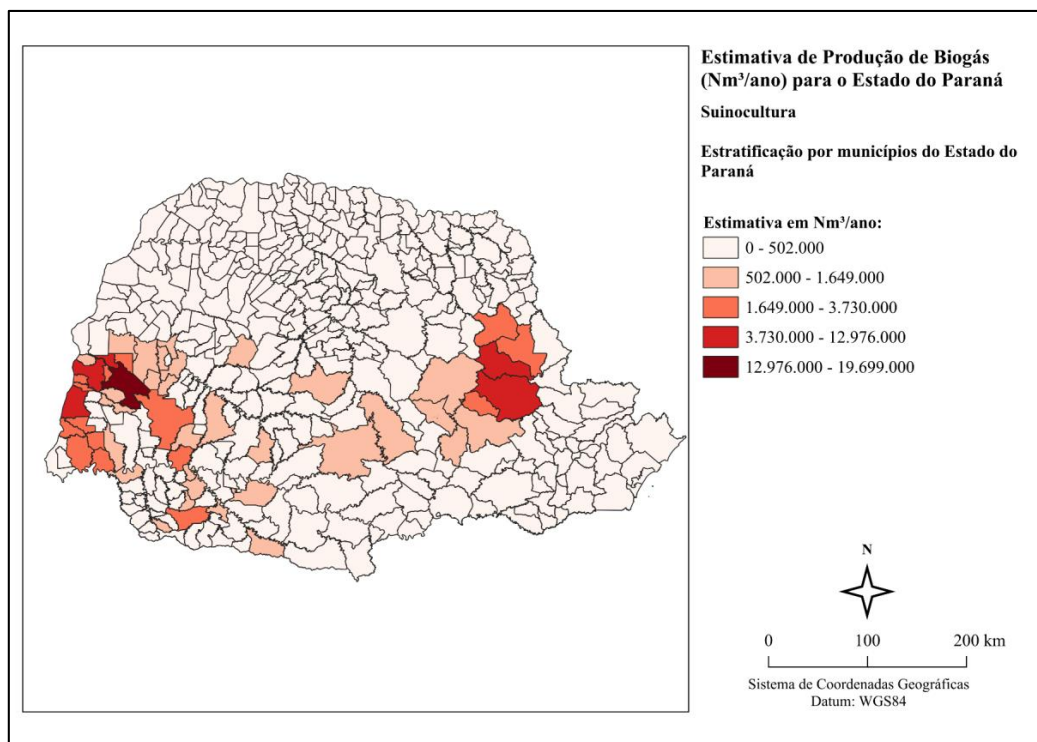 Estimativa de Produção de Biogás
(Nm³/ano) para o Estado do Paraná
Suinocultura
Estratificação por municípios do Estado do
Paraná
Estimativa em Nm³/ano:
0 - 502.000
502.000 - 1.649.000
1.649.000 - 3.730.000
3.730.000 - 12.976.000
12.976.000 - 19.699.000
N
0 100 200 km
Sistema de Coordenadas Geográficas
Datum: WGS84